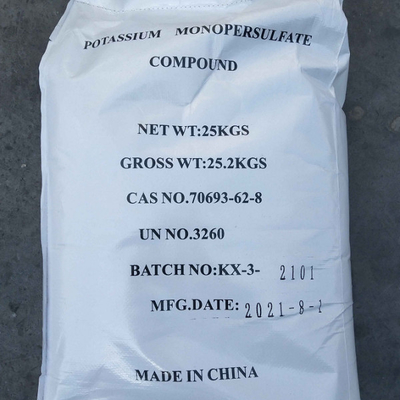 POTASSIUM MONOPERSULFATE
COMPOUND
NET WT:25KGS
GROSS WT:25.2KGS
CAS NO.70693-62-8
UN NO.3260
BATCH NO:KX-3- 2101
MFG.DATE: 2021-8-1
MADE IN CHINA